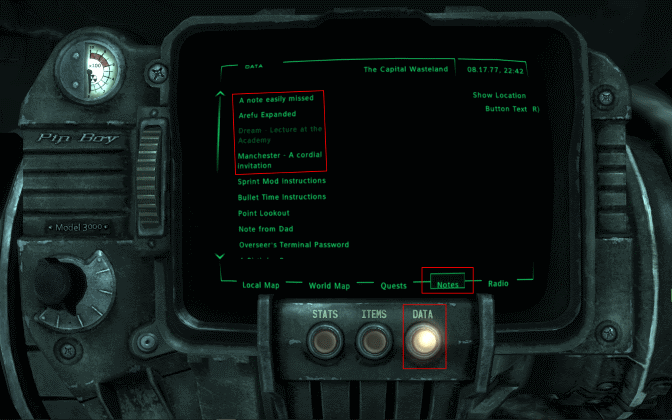 x100
DATA
The Capital Wasteland
08.17.77, 22:42
A note easily missed
Show Location
Arefu Expanded
Button Text R)
Dream - Lecture at the
Academy
Manchester - A cordial
invitation
Sprint Mod Instructions
Bullet Time Instructions
Point Lookout
Note from Dad
Overseer's Terminal Password
Local Map
World Map
Quests
Notes
Radio
Pip Boy
Model 3000
STATS
ITEMS
DATA